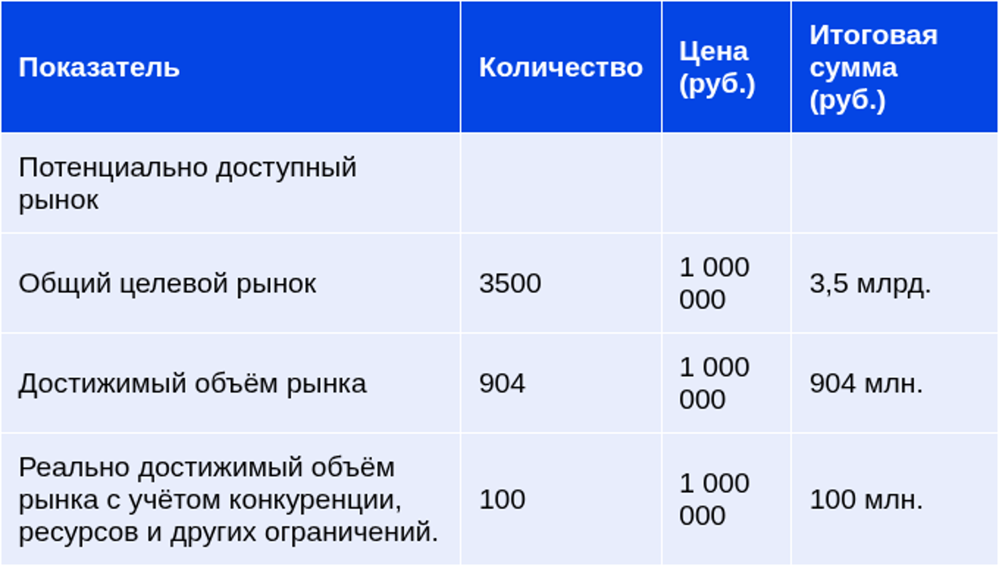 Показатель
Количество
Цена
(руб.)
Итоговая
сумма
(руб.)
Потенциально доступный
рынок
Общий целевой рынок
3500
1 000
000
3,5 млрд.
Достижимый объём рынка
904
1 000
000
904 млн.
Реально достижимый объём
рынка с учётом конкуренции,
ресурсов и других ограничений.
100
1 000
000
100 млн.